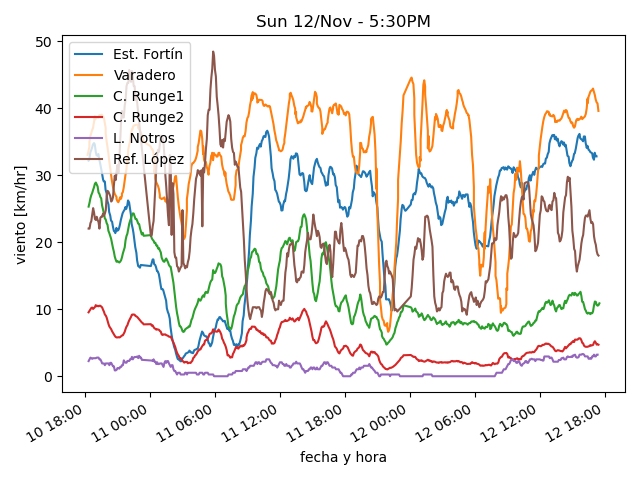 Sun 12/Nov - 5:30PM
50
40
30
20
10
0
viento [km/hr]
Est. Fortín
Varadero
C. Runge1
C. Runge2
L. Notros
Ref. López
10 18:00
11 00:00
11 06:00
11 12:00
11 18:00
12 00:00
12 06:00
12 12:00
12 18:00
fecha y hora